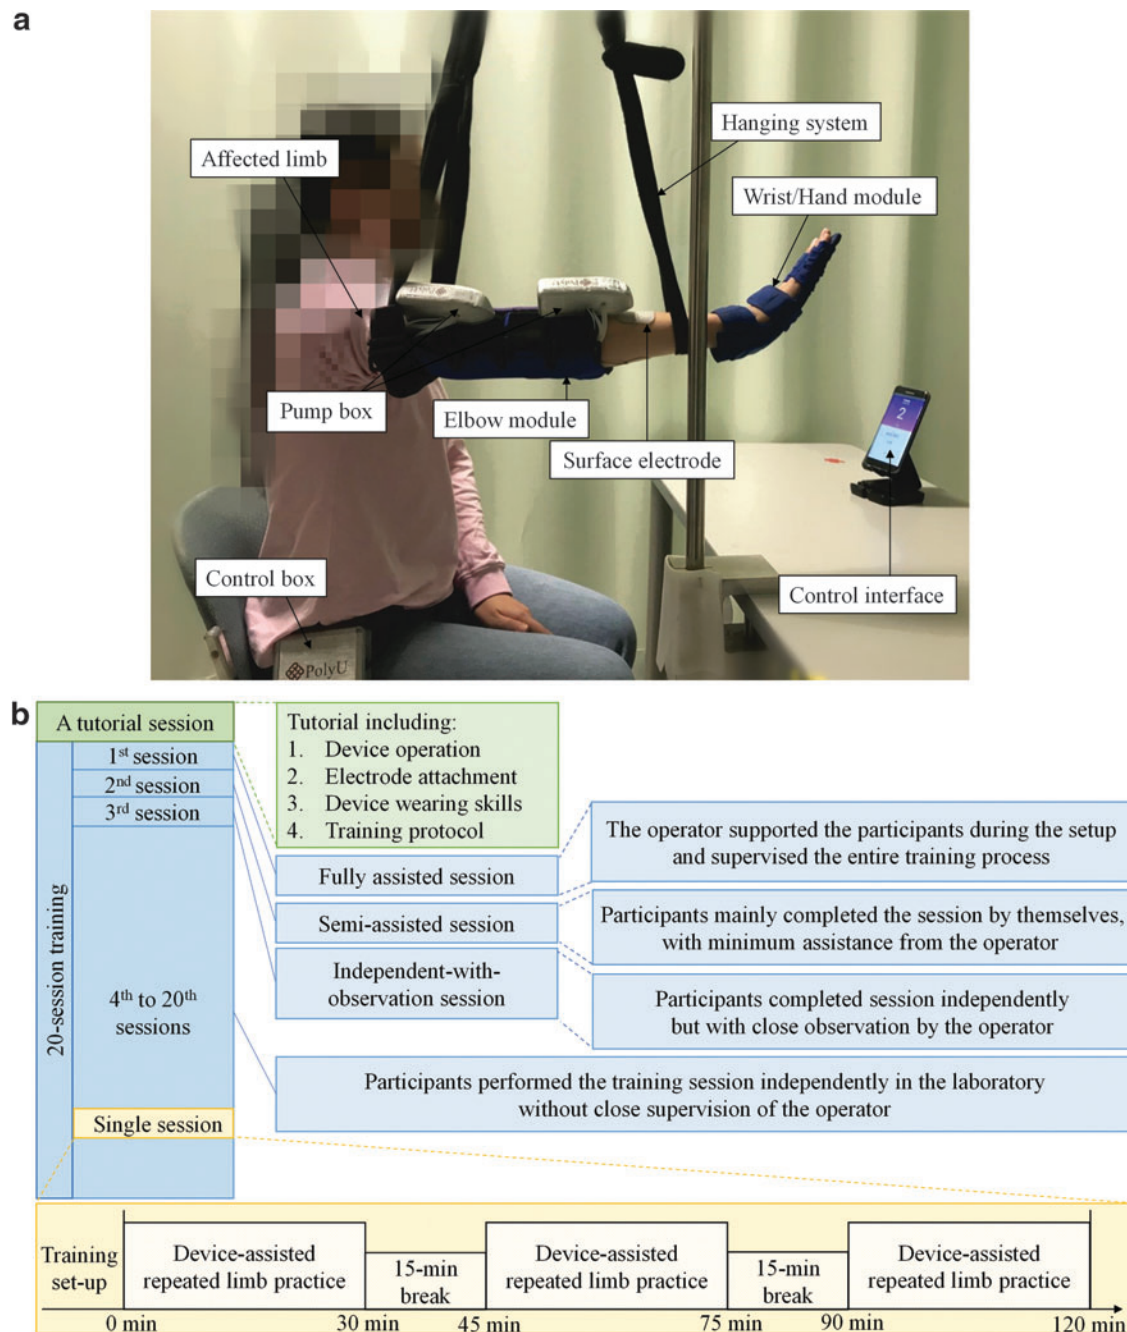 a
Hanging system
Affected limb
Wrist/Hand module
Pump box
Elbow module
Surface electrode
2
Control box
Control interface
PolyU
b
A tutorial session
20-session training
1st session
2nd session
3rd session
4th to 20th
sessions
Single session
Tutorial including:
1. Device operation
2. Electrode attachment
3. Device wearing skills
4. Training protocol
Fully assisted session
The operator supported the participants during the setup
and supervised the entire training process
Semi-assisted session
Participants mainly completed the session by themselves,
with minimum assistance from the operator
Independent-with-
observation session
Participants completed session independently
but with close observation by the operator
Participants performed the training session independently in the laboratory
without close supervision of the operator
Training
set-up
Device-assisted
repeated limb practice
15-min
break
Device-assisted
repeated limb practice
15-min
break
Device-assisted
repeated limb practice
0 min
30 min
45 min
75 min
90 min
120 min